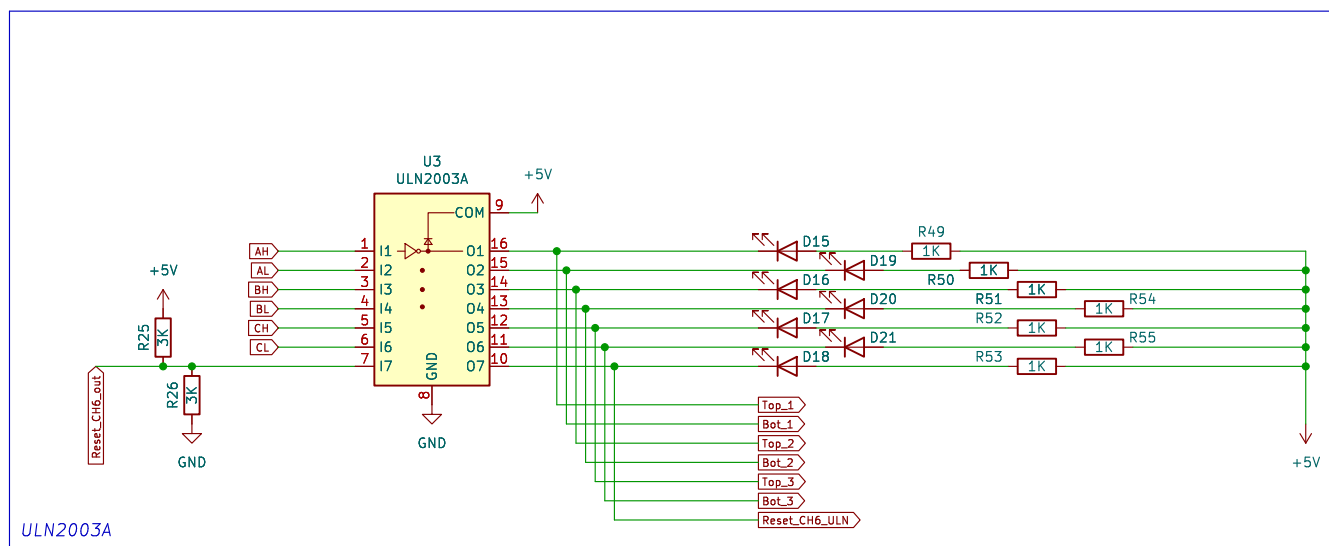 U3
ULN2003A
+5V
COM
9
AH
1
I1
O1
16
D15
R49
1K
AL
2
I2
O2
15
D19
R50
1K
BH
3
I3
O3
14
D16
R51
1K
BL
4
I4
O4
13
D20
R54
1K
CH
5
I5
O5
12
D17
R52
1K
CL
6
I6
O6
11
D21
R55
1K
7
I7
O7
10
D18
R53
1K
+5V
R25
3K
R26
3K
GND
Reset_CH6_out
GND
8
GND
Top_1
Bot_1
Top_2
Bot_2
Top_3
Bot_3
Reset_CH6_ULN
+5V
ULN2003A